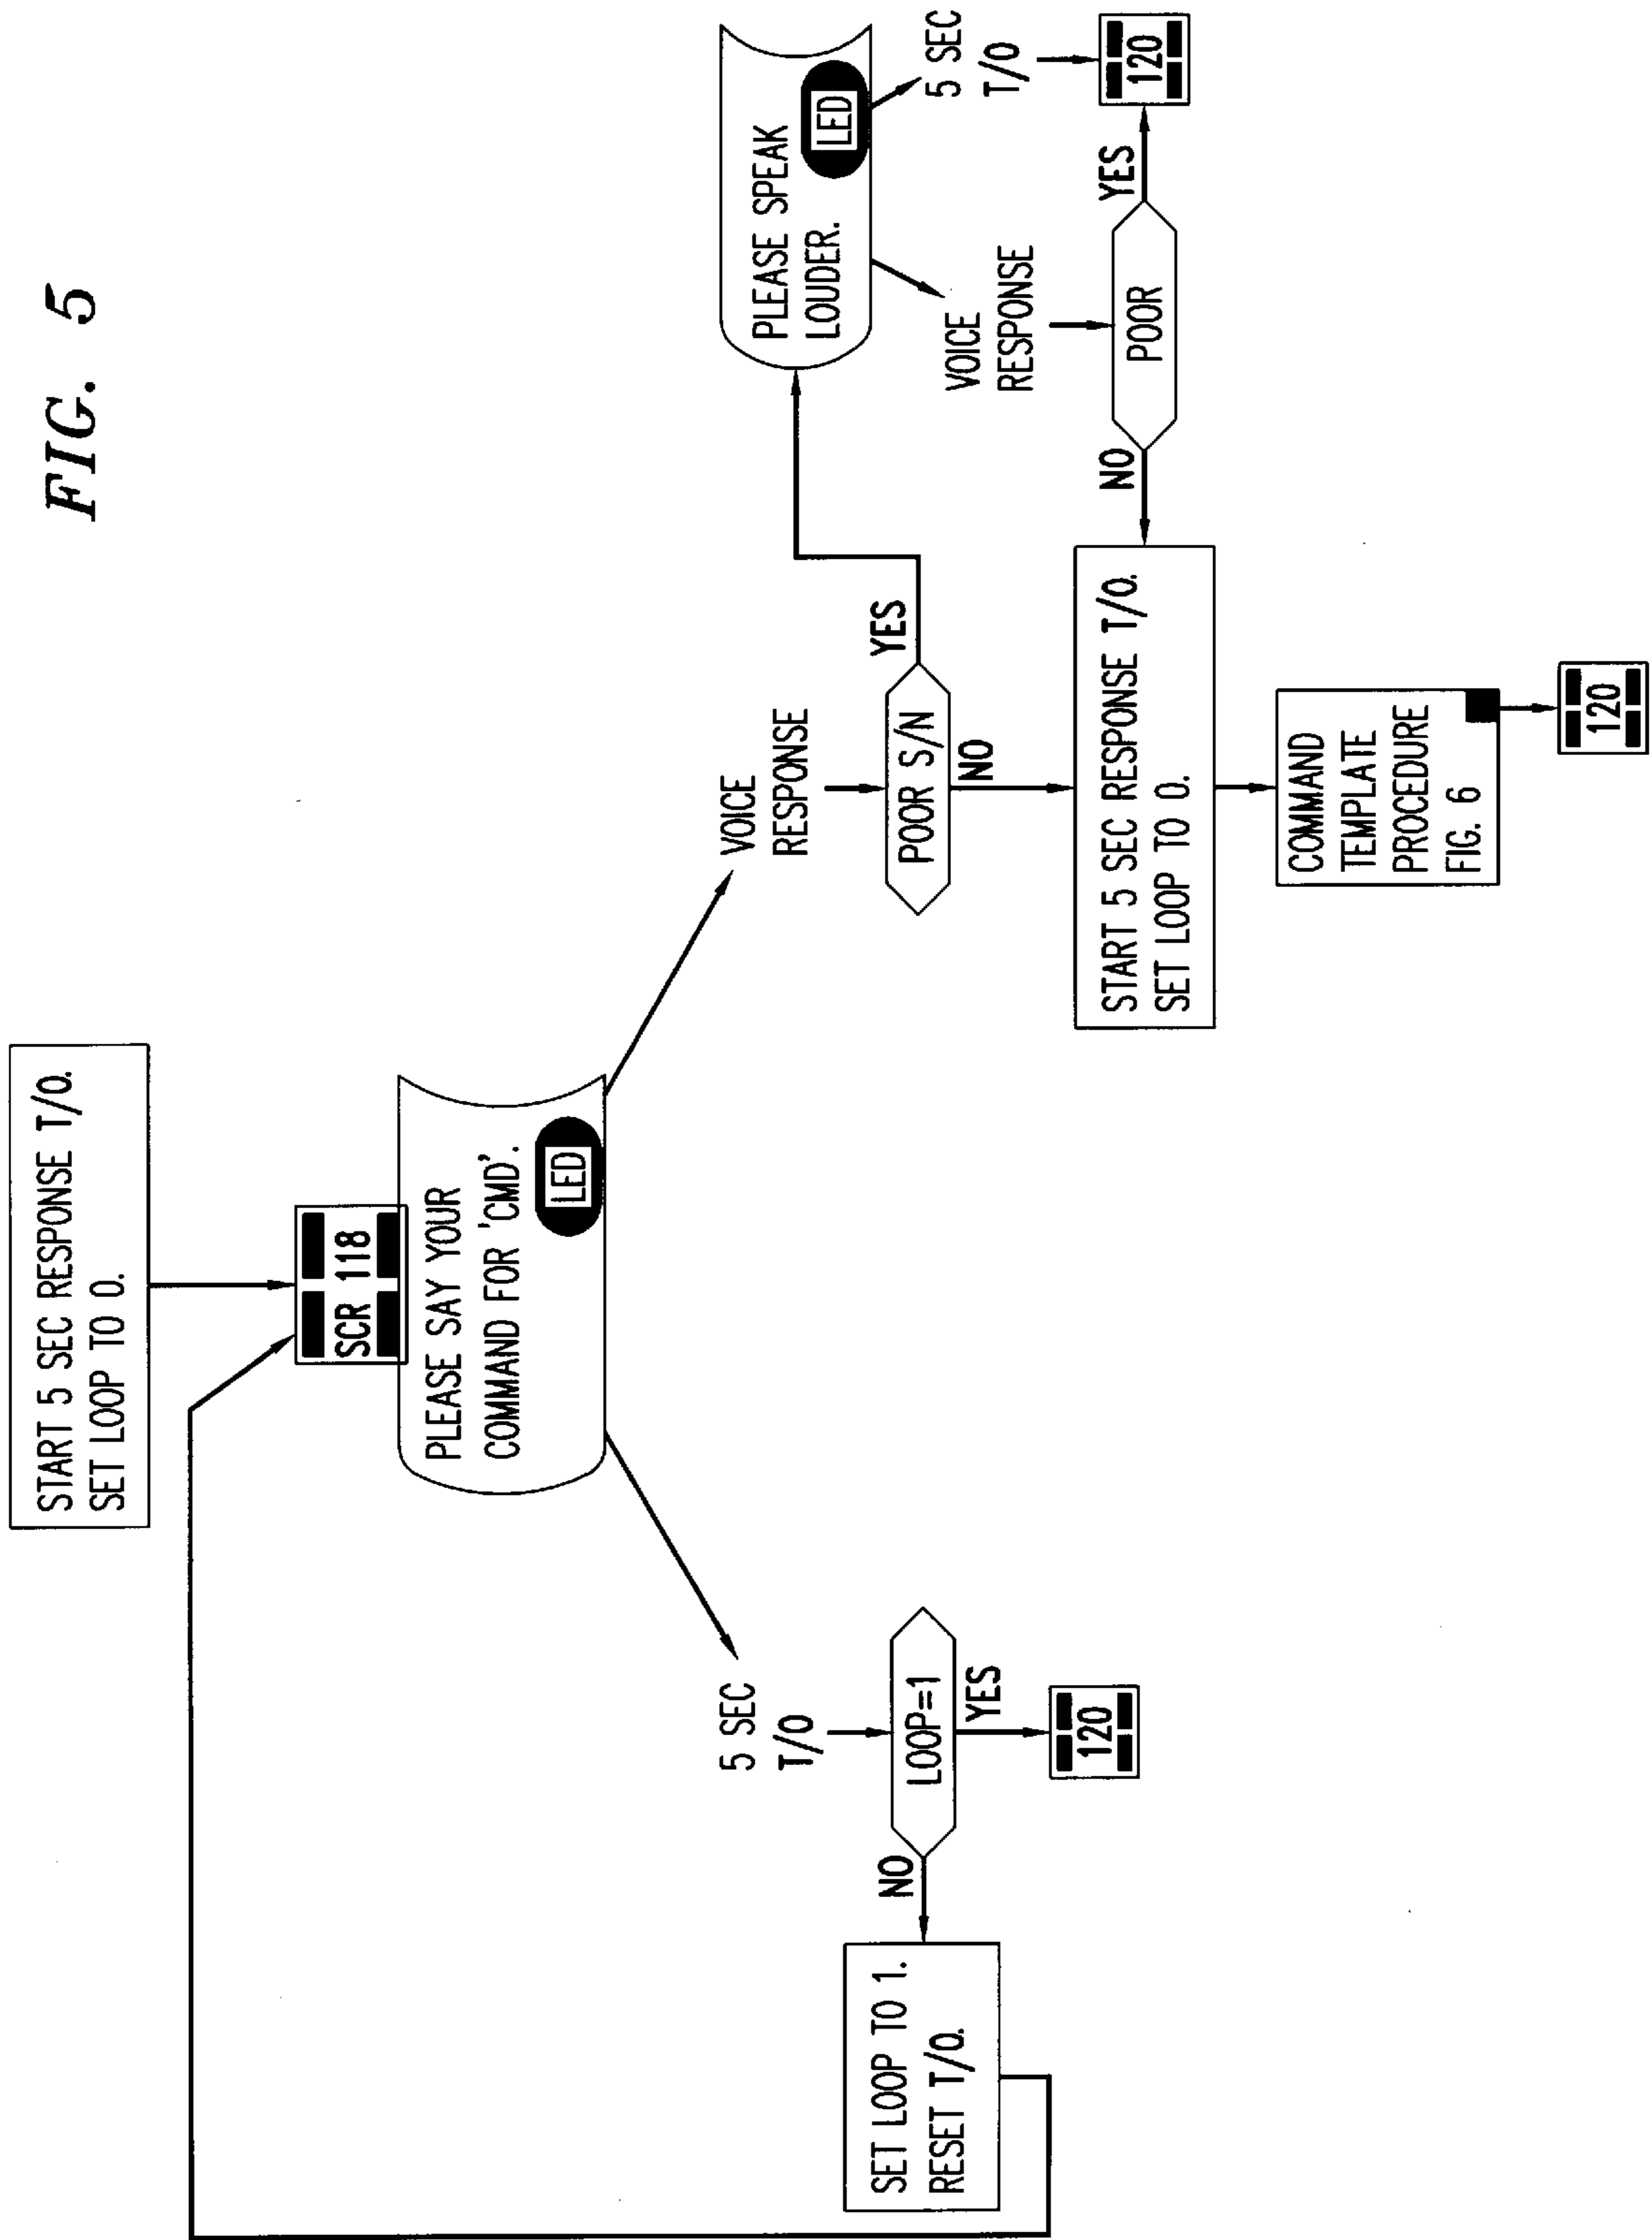 FIG. 5
START 5 SEC RESPONSE T/O.
SET LOOP TO 0.
SCR 118
PLEASE SAY YOUR
COMMAND FOR 'CMD'.
LED
5 SEC
T/O
LOOP=1
NO
YES
SET LOOP TO 1.
RESET T/O.
120
VOICE
RESPONSE
POOR S/N
YES
NO
PLEASE SPEAK
LOUDER.
LED
VOICE
RESPONSE
5 SEC
T/O
POOR
NO
YES
120
START 5 SEC RESPONSE T/O.
SET LOOP TO 0.
COMMAND
TEMPLATE
PROCEDURE
FIG. 6
120